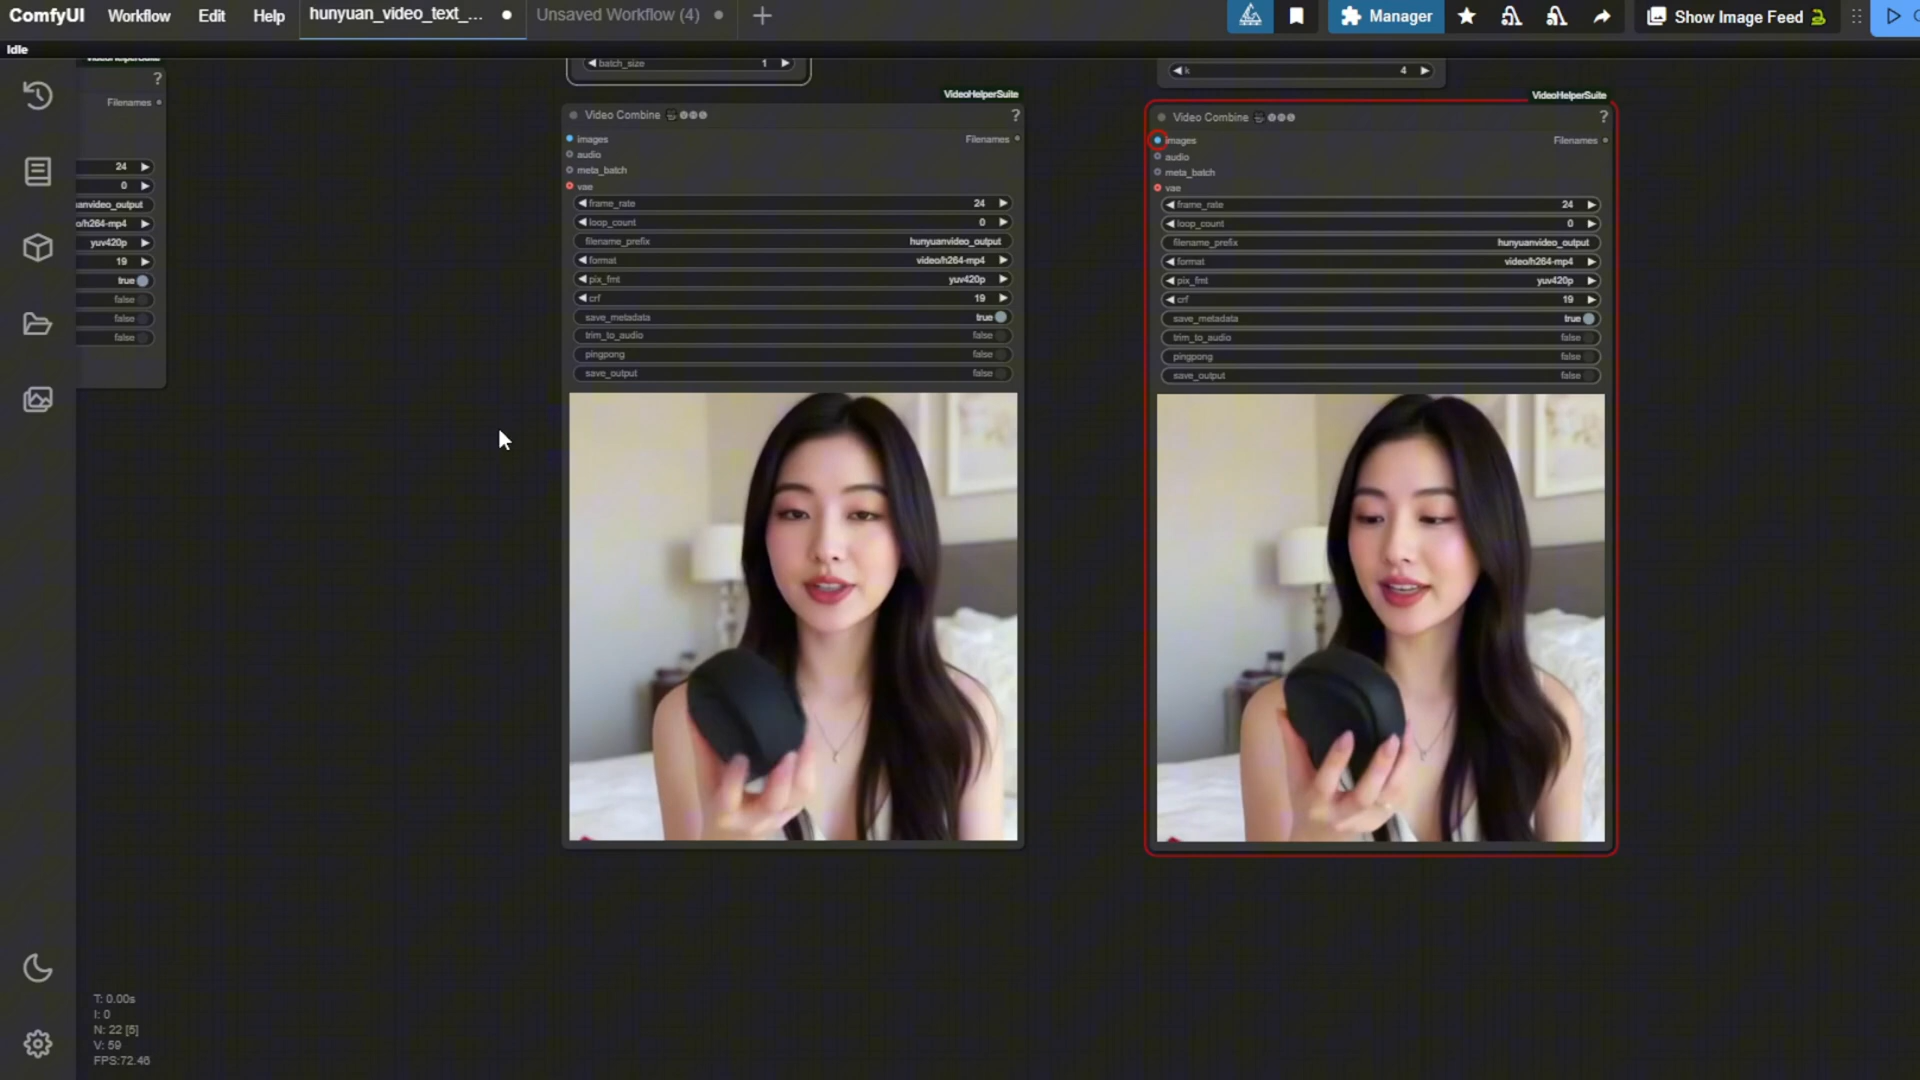 ComfyUI Workflow Edit Help hunyuan_video_text_... Unsaved Workflow (4) Manager Show Image Feed
Idle
Filenames
24
0
anvideo_output
o/h264-mp4
yuv420p
19
true
false
false
false
batch_size 1
VideoHelperSuite
Video Combine ?
images Filenames
audio
meta_batch
vae
frame_rate 24
loop_count 0
filename_prefix hunyuanvideo_output
format video/h264-mp4
pix_fmt yuv420p
crf 19
save_metadata true
trim_to_audio false
pingpong false
save_output false
k 4
VideoHelperSuite
Video Combine ?
images Filenames
audio
meta_batch
vae
frame_rate 24
loop_count 0
filename_prefix hunyuanvideo_output
format video/h264-mp4
pix_fmt yuv420p
crf 19
save_metadata true
trim_to_audio false
pingpong false
save_output false
T: 0.00s
I: 0
N: 22 [5]
V: 59
FPS:72.46